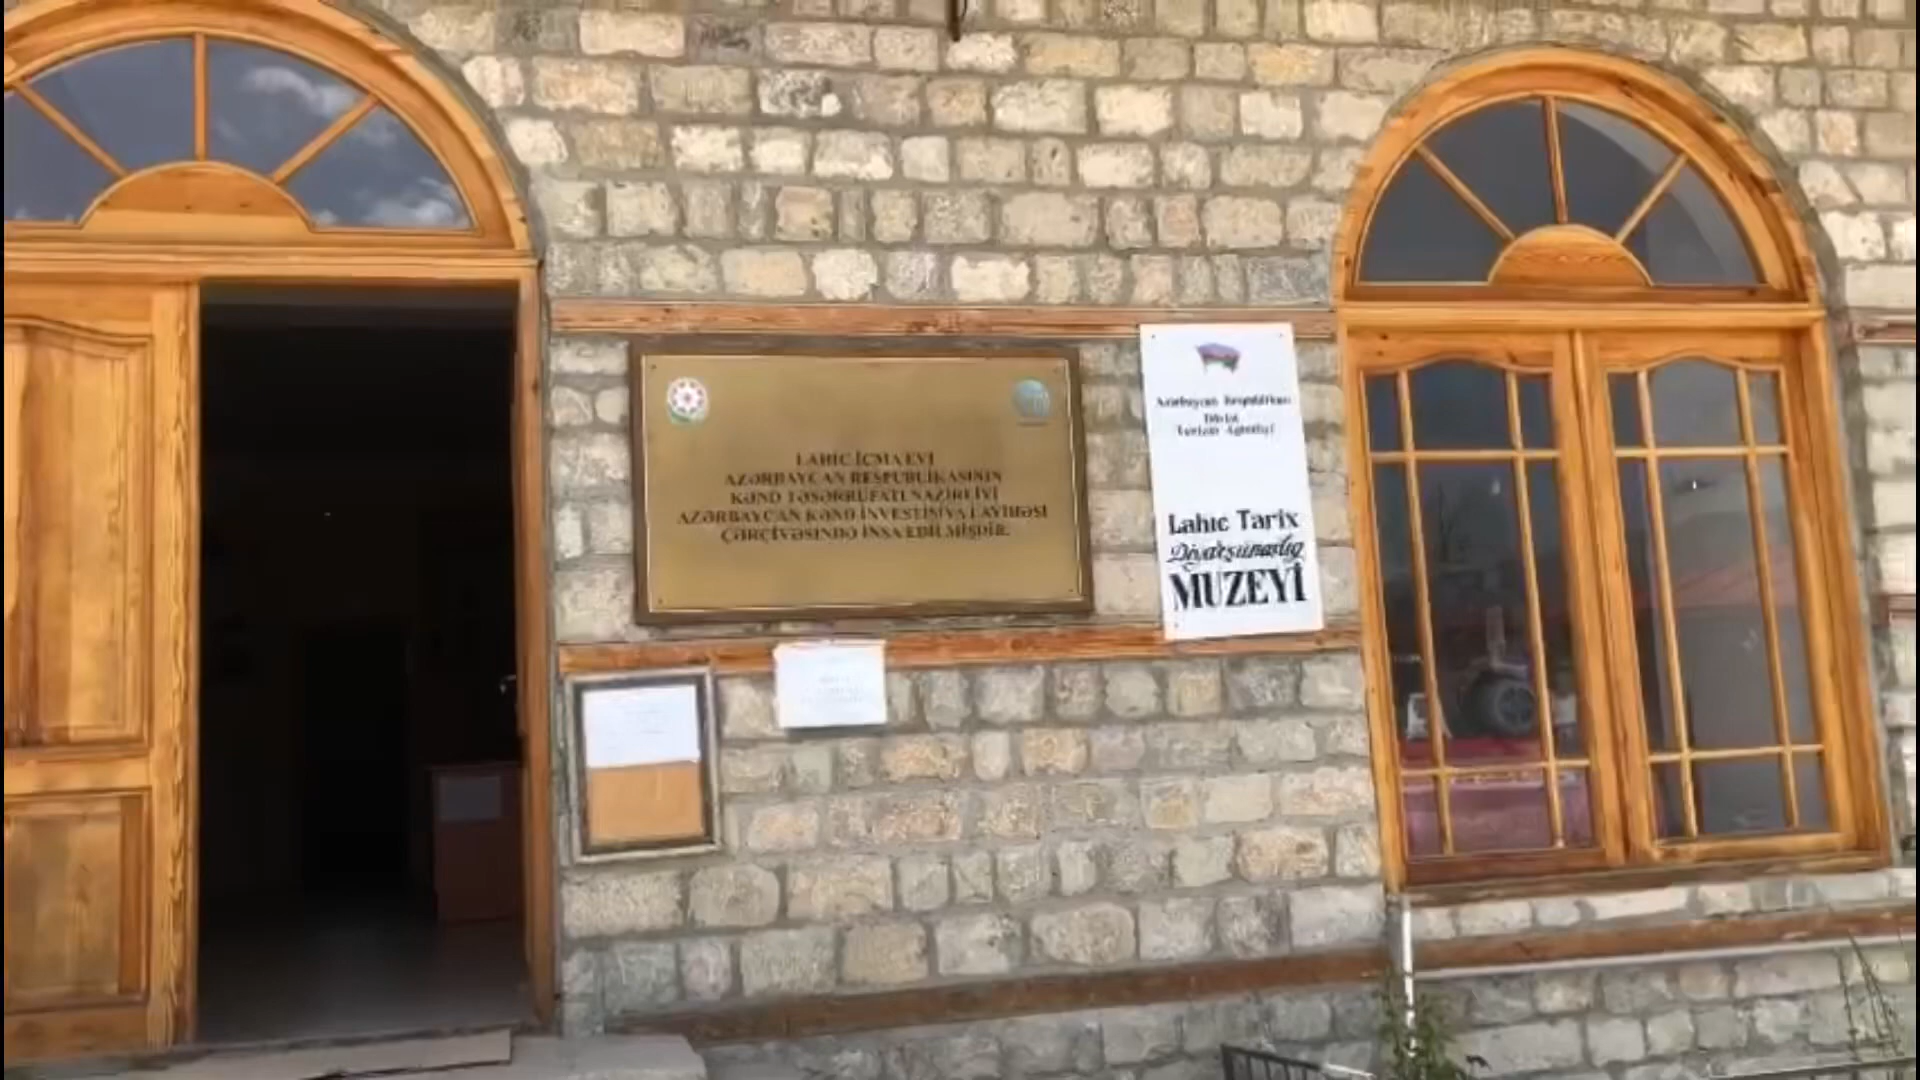 LAHIC İCMA EVİ
AZƏRBAYCAN RESPUBLİKASININ
KƏND TƏSƏRRÜFATI NAZİRLİYİ
AZƏRBAYCAN KƏND İNVESTİSİYA LAYİHƏSİ
ÇƏRÇİVƏSİNDƏ İNŞA EDİLMİŞDİR.
Azərbaycan Respublikası
Dövlət
Turizm Agentliyi
Lahıc Tarix
Diyarşünaslıq
MUZEYİ